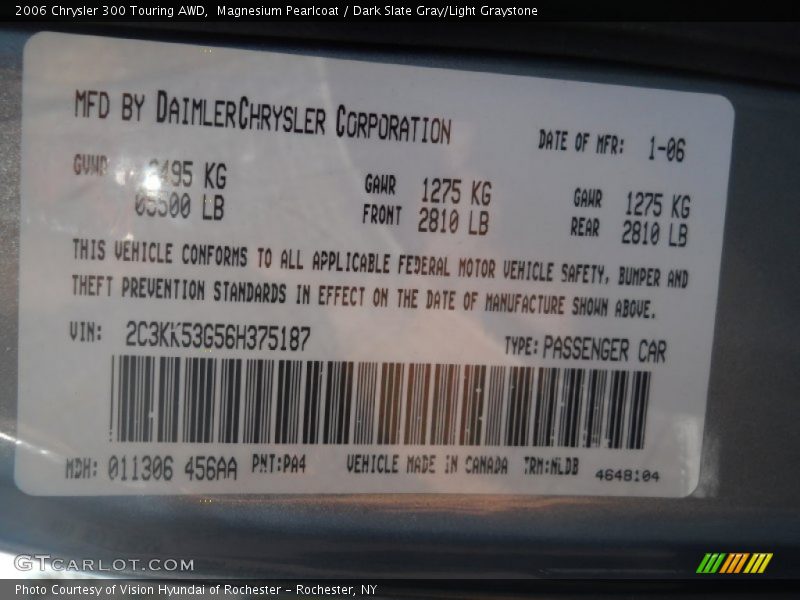 2006 Chrysler 300 Touring AWD,  Magnesium Pearlcoat / Dark Slate Gray/Light Graystone
MFD BY DAIMLERCHRYSLER CORPORATION
DATE OF MFR: 1-06
GVWR KG
05500 LB
GAWR FRONT 1275 KG
2810 LB
GAWR REAR 1275 KG
2810 LB
THIS VEHICLE CONFORMS TO ALL APPLICABLE FEDERAL MOTOR VEHICLE SAFETY, BUMPER AND
THEFT PREVENTION STANDARDS IN EFFECT ON THE DATE OF MANUFACTURE SHOWN ABOVE.
VIN: 2C3KK53G56H375187 TYPE: PASSENGER CAR
MDH: 011306 456AA PNT:PA4 VEHICLE MADE IN CANADA TRM:NLDB 4648104
GTCARLOT.COM
Photo Courtesy of Vision Hyundai of Rochester - Rochester, NY